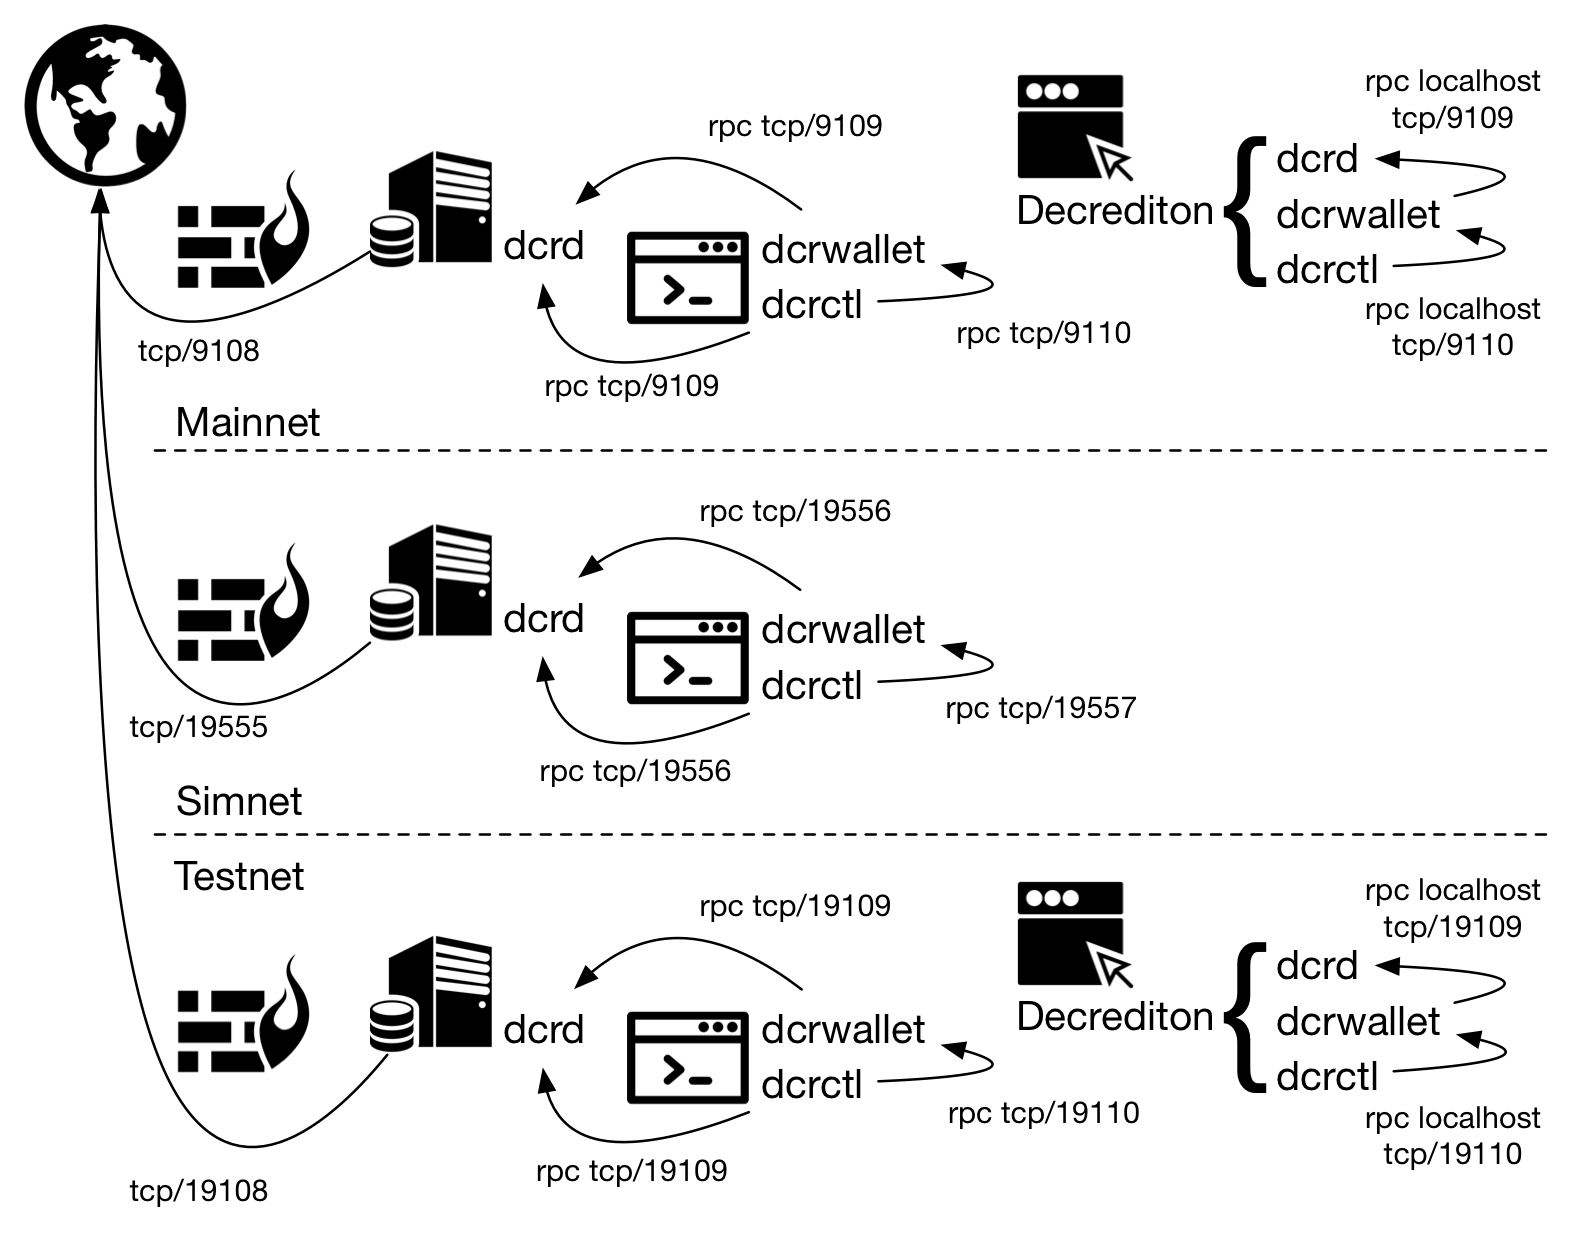 rpc tcp/9109
rpc localhost
tcp/9109
dcrd
dcrwallet
dcrctl
Decrediton
dcrd
dcrwallet
dcrctl
rpc localhost
tcp/9110
rpc tcp/9110
tcp/9108
rpc tcp/9109
Mainnet
rpc tcp/19556
dcrd
dcrwallet
dcrctl
rpc tcp/19557
tcp/19555
rpc tcp/19556
Simnet
Testnet
rpc tcp/19109
rpc localhost
tcp/19109
dcrd
dcrwallet
dcrctl
Decrediton
dcrd
dcrwallet
dcrctl
rpc tcp/19110
rpc localhost
tcp/19110
rpc tcp/19109
tcp/19108